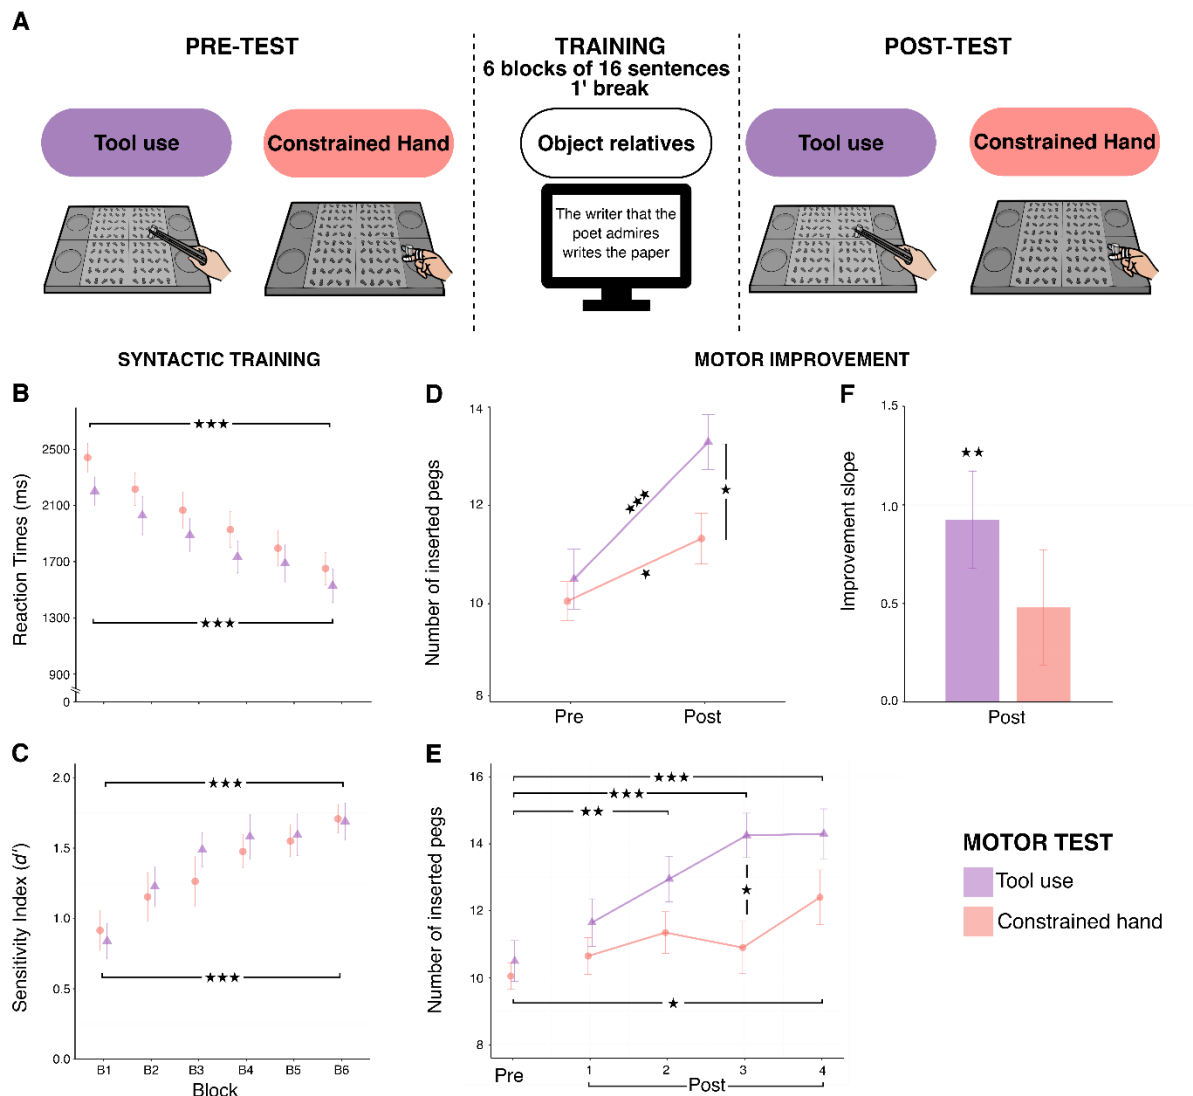 A
PRE-TEST
Tool use
Constrained Hand
TRAINING
6 blocks of 16 sentences
1' break
Object relatives
The writer that the
poet admires
writes the paper
POST-TEST
Tool use
Constrained Hand
SYNTACTIC TRAINING
MOTOR IMPROVEMENT
B
Reaction Times (ms)
2500
2100
1700
1300
900
0
★★★
★★★
D
Number of inserted pegs
14
12
10
8
★★★
★
★
Pre
Post
F
Improvement slope
1.5
1.0
0.5
0.0
★★
Post
C
Sensitivity Index (d′)
2.0
1.5
1.0
0.5
0.0
★★★
★★★
B1
B2
B3
B4
B5
B6
Block
E
Number of inserted pegs
16
14
12
10
8
★★★
★★★
★★
★
★
Pre
1
2
3
4
Post
MOTOR TEST
Tool use
Constrained hand